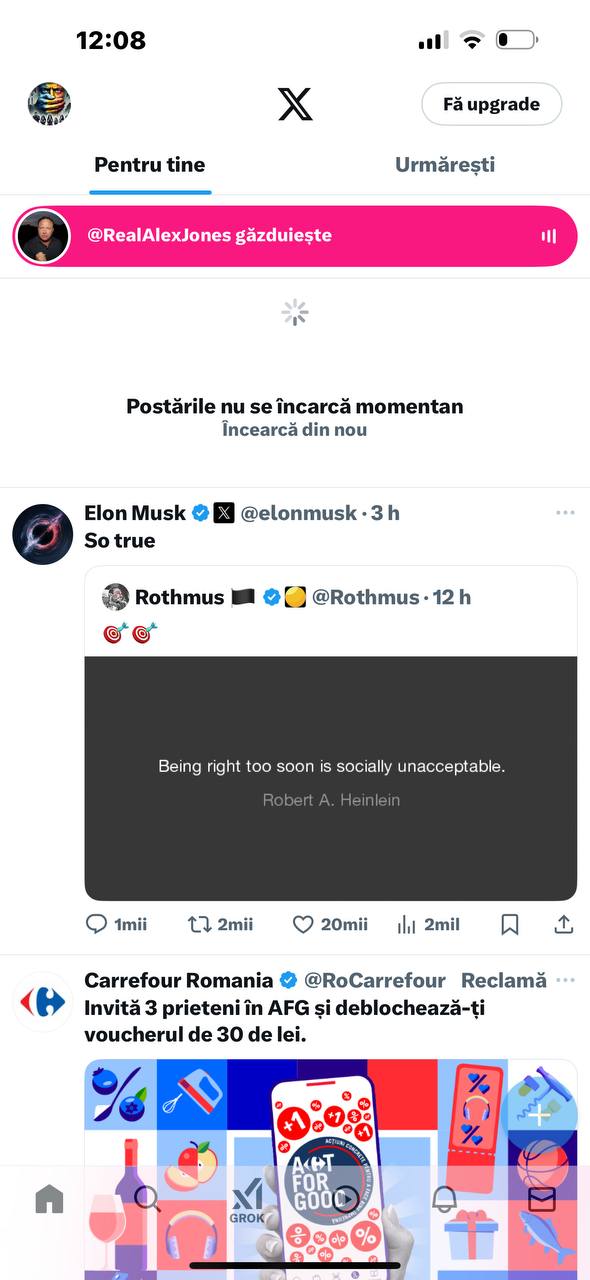 12:08
Fă upgrade
Pentru tine
Urmărești
@RealAlexJones găzduiește
Postările nu se încarcă momentan
Încearcă din nou
Elon Musk @elonmusk · 3 h
So true
Rothmus @Rothmus · 12 h
Being right too soon is socially unacceptable.
Robert A. Heinlein
1mii 2mii 20mii 2mil
Carrefour Romania @RoCarrefour Reclamă
Invită 3 prieteni în AFG și deblochează-ți
voucherul de 30 de lei.
+1
+1
ACT
FOR
GOOD
GROK